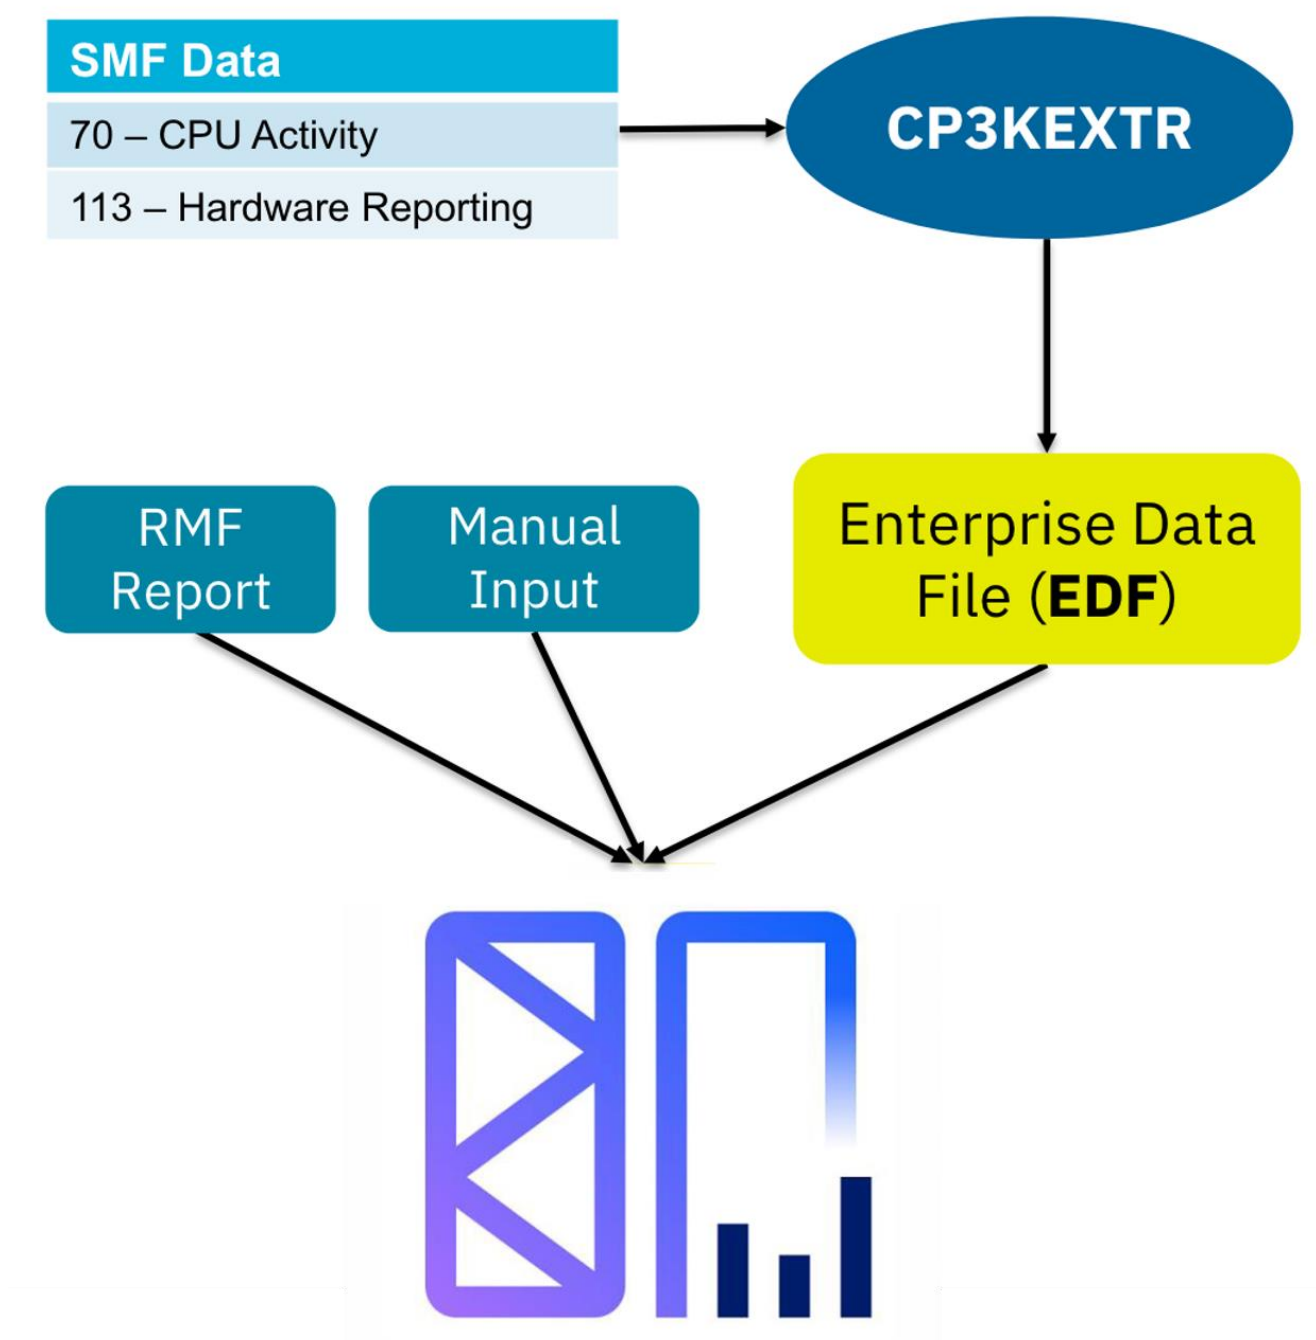 SMF Data
70 – CPU Activity
113 – Hardware Reporting
CP3KEXTR
RMF
Report
Manual
Input
Enterprise Data
File (EDF)